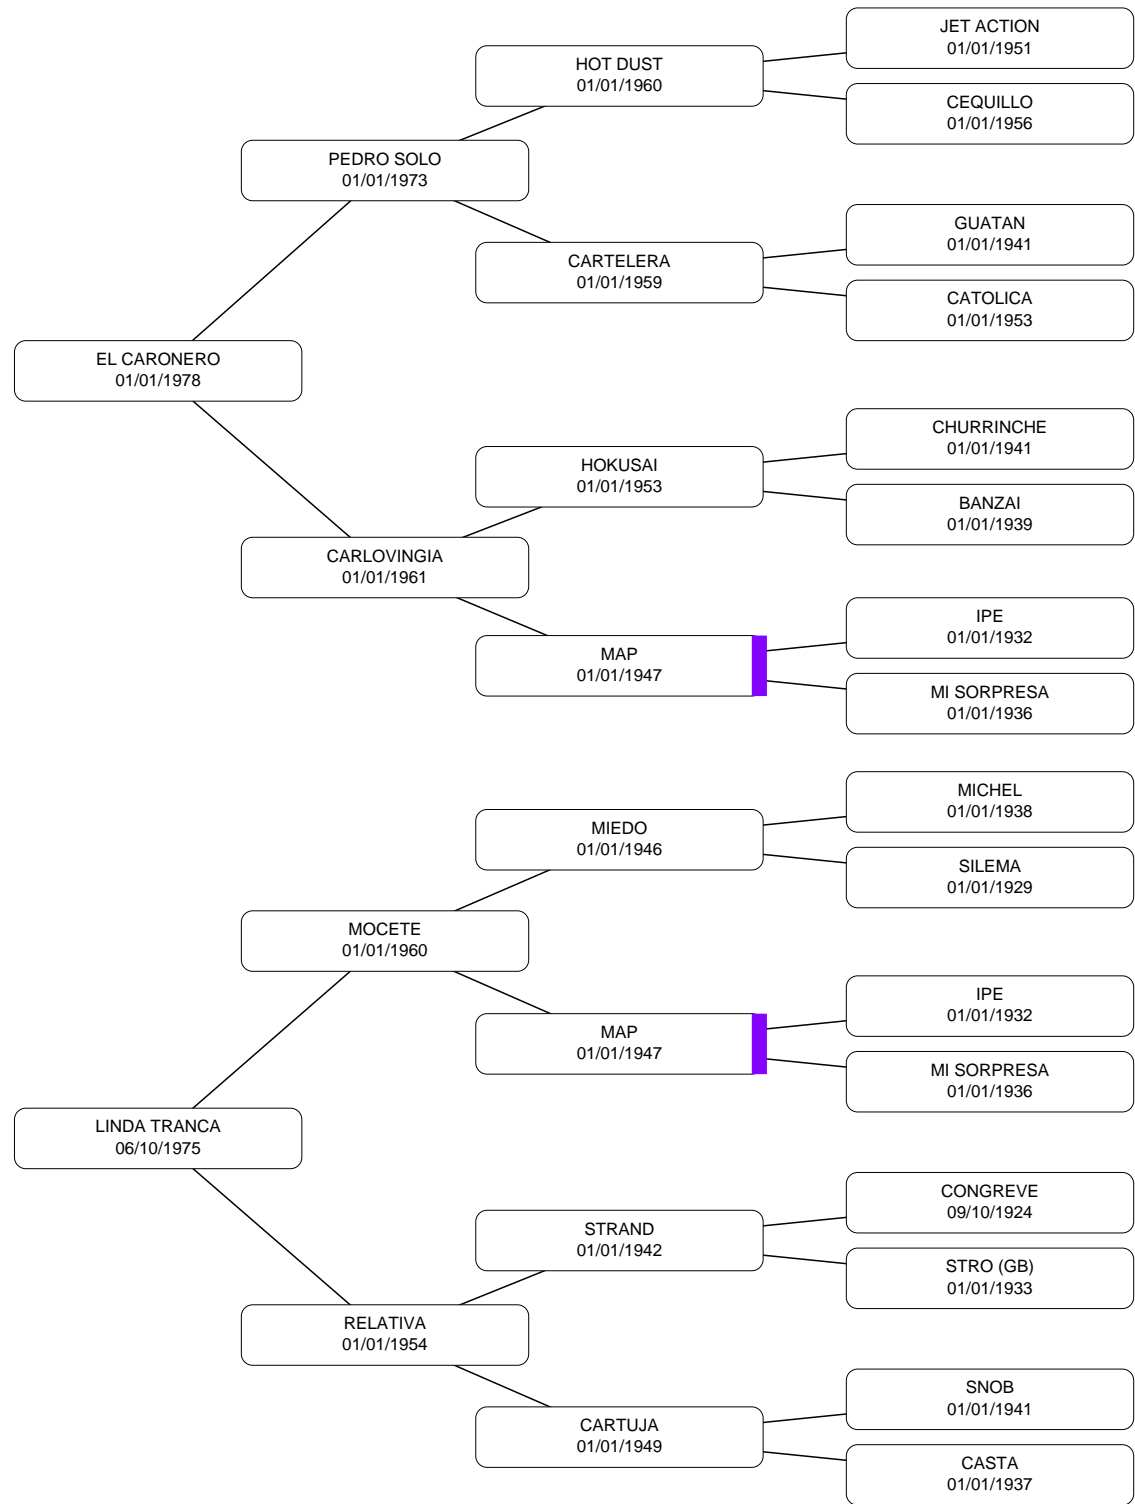 JET ACTION
01/01/1951
HOT DUST
01/01/1960
CEQUILLO
01/01/1956
PEDRO SOLO
01/01/1973
GUATAN
01/01/1941
CARTELERA
01/01/1959
CATOLICA
01/01/1953
EL CARONERO
01/01/1978
CHURRINCHE
01/01/1941
HOKUSAI
01/01/1953
BANZAI
01/01/1939
CARLOVINGIA
01/01/1961
IPE
01/01/1932
MAP
01/01/1947
MI SORPRESA
01/01/1936
MICHEL
01/01/1938
MIEDO
01/01/1946
SILEMA
01/01/1929
MOCETE
01/01/1960
IPE
01/01/1932
MAP
01/01/1947
MI SORPRESA
01/01/1936
LINDA TRANCA
06/10/1975
CONGREVE
09/10/1924
STRAND
01/01/1942
STRO (GB)
01/01/1933
RELATIVA
01/01/1954
SNOB
01/01/1941
CARTUJA
01/01/1949
CASTA
01/01/1937